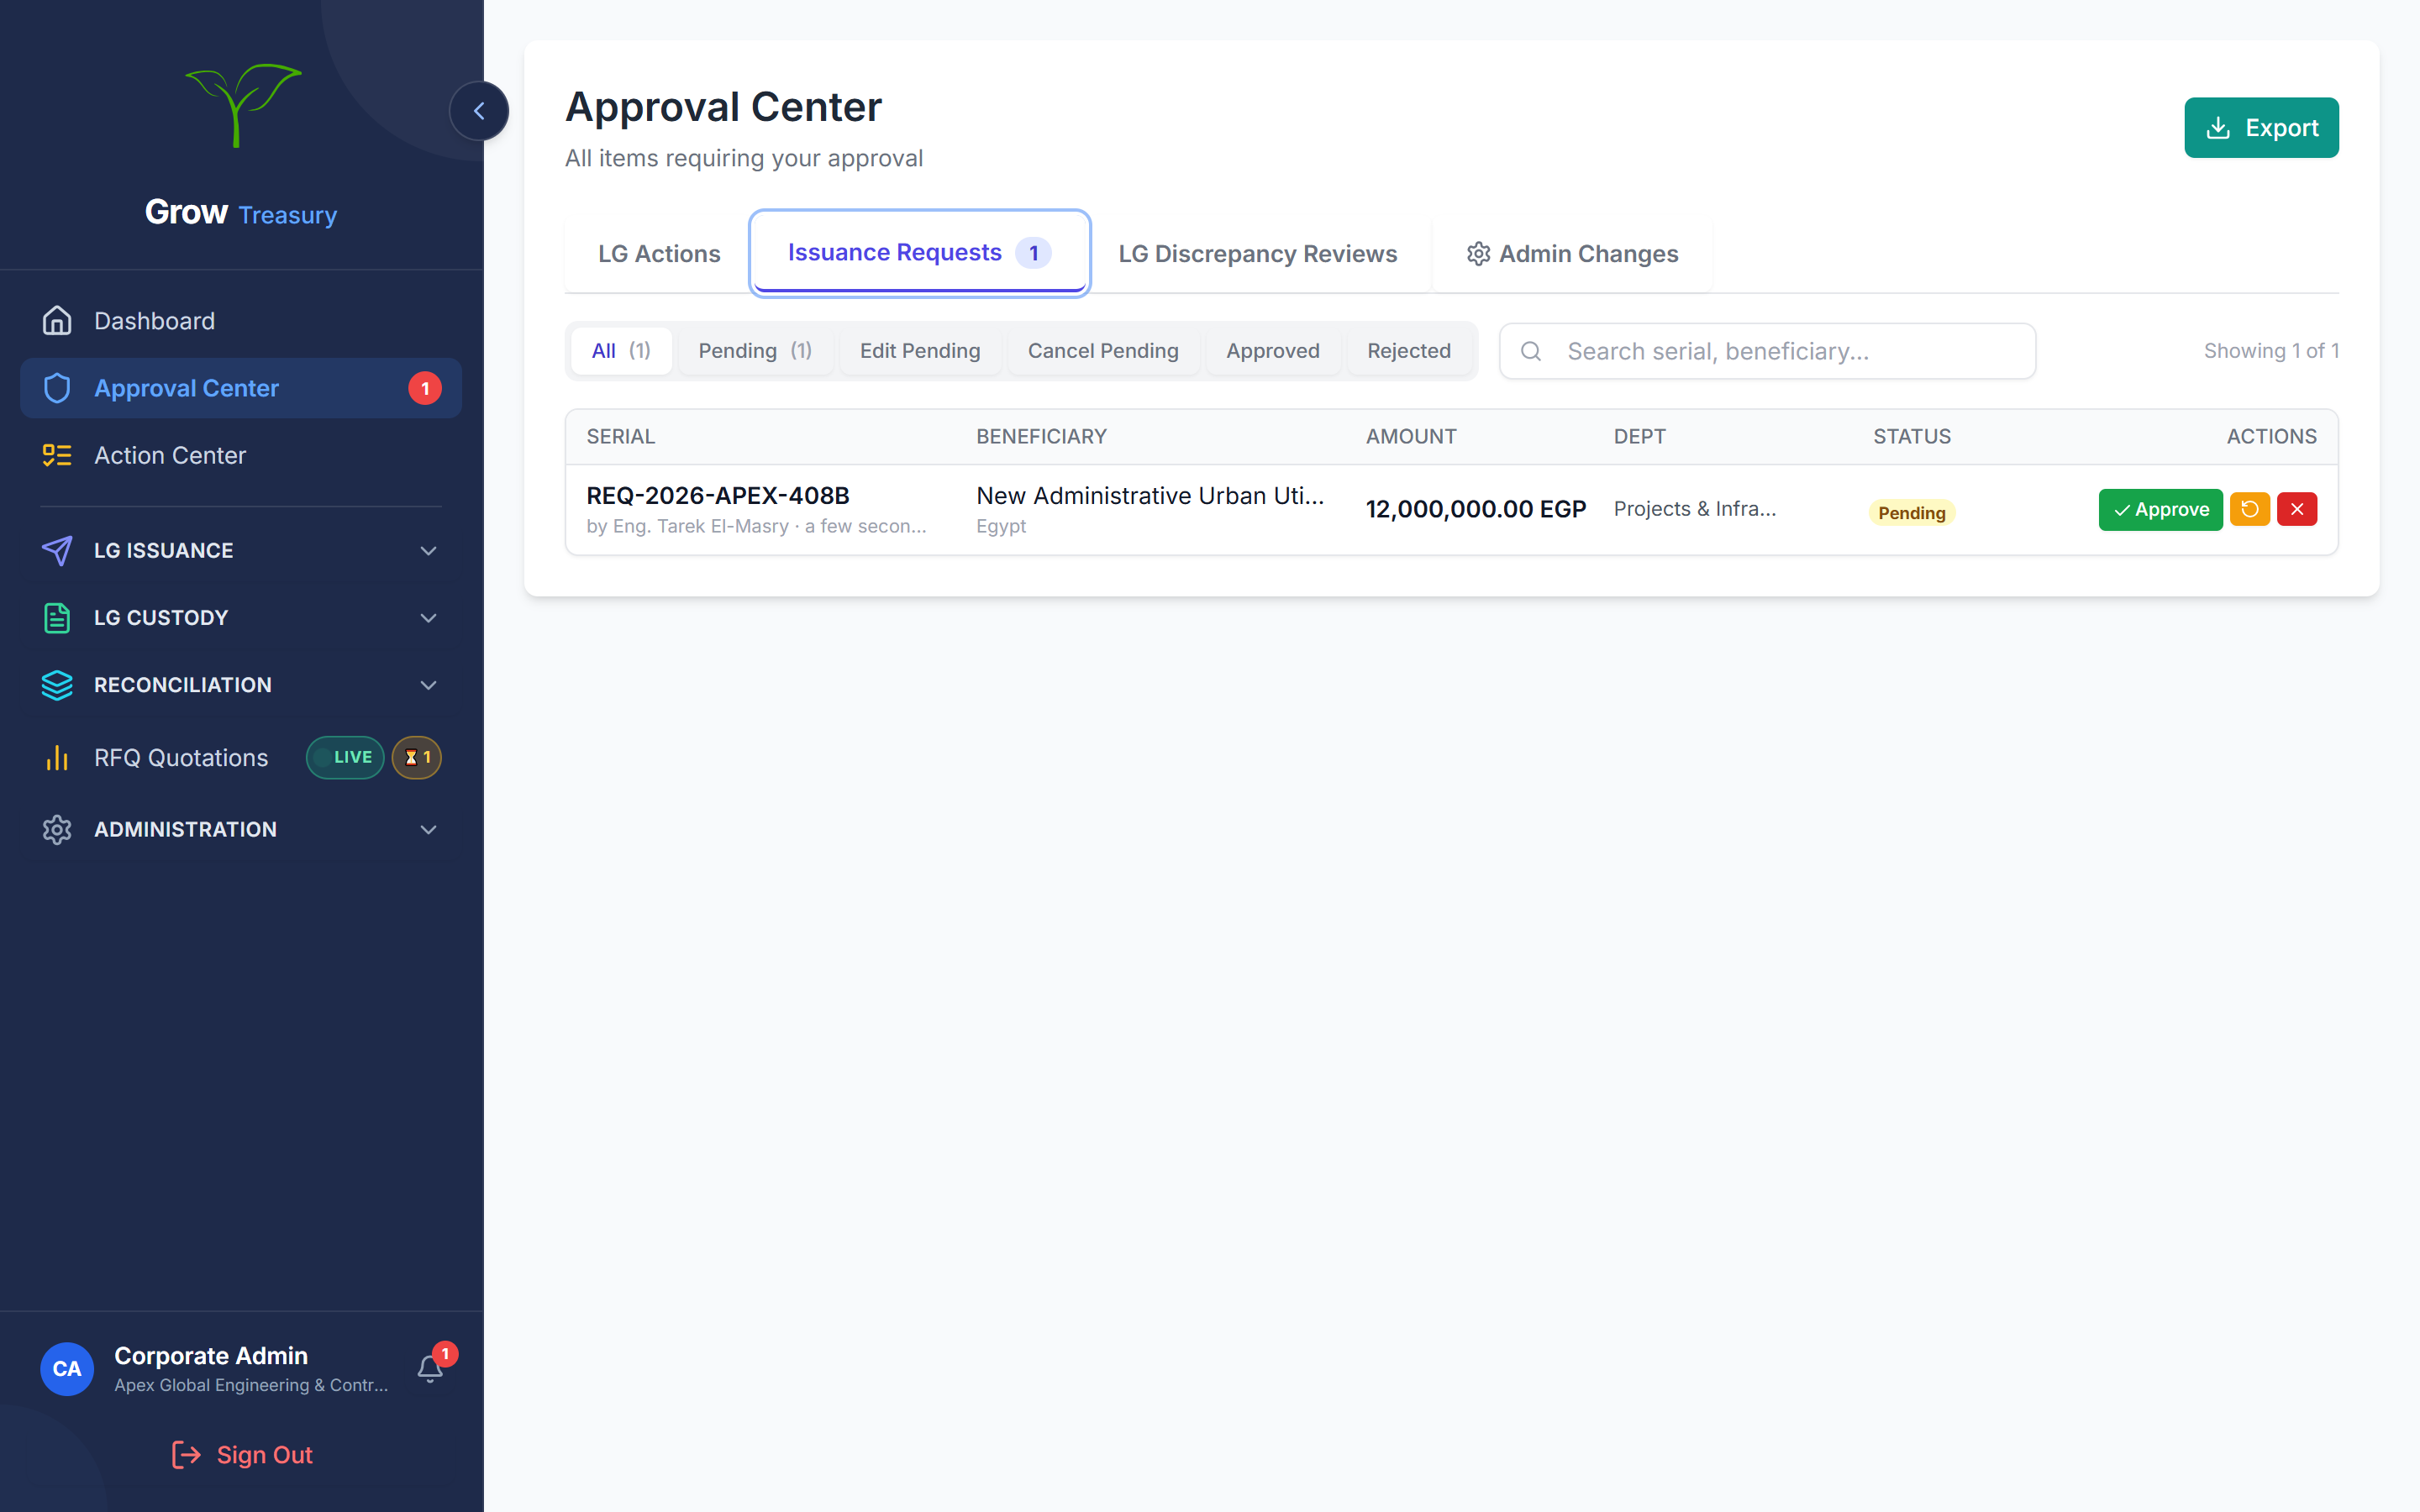 Grow Treasury
Dashboard
Approval Center 1
Action Center
LG ISSUANCE
LG CUSTODY
RECONCILIATION
RFQ Quotations LIVE ⏳ 1
ADMINISTRATION
CA
Corporate Admin
Apex Global Engineering & Contr...
1
Sign Out
Approval Center
All items requiring your approval
Export
LG Actions
Issuance Requests 1
LG Discrepancy Reviews
Admin Changes
All (1) Pending (1) Edit Pending Cancel Pending Approved Rejected
Search serial, beneficiary...
Showing 1 of 1
SERIAL BENEFICIARY AMOUNT DEPT STATUS ACTIONS
REQ-2026-APEX-408B
by Eng. Tarek El-Masry · a few secon...
New Administrative Urban Uti...
Egypt
12,000,000.00 EGP
Projects & Infra...
Pending
Approve